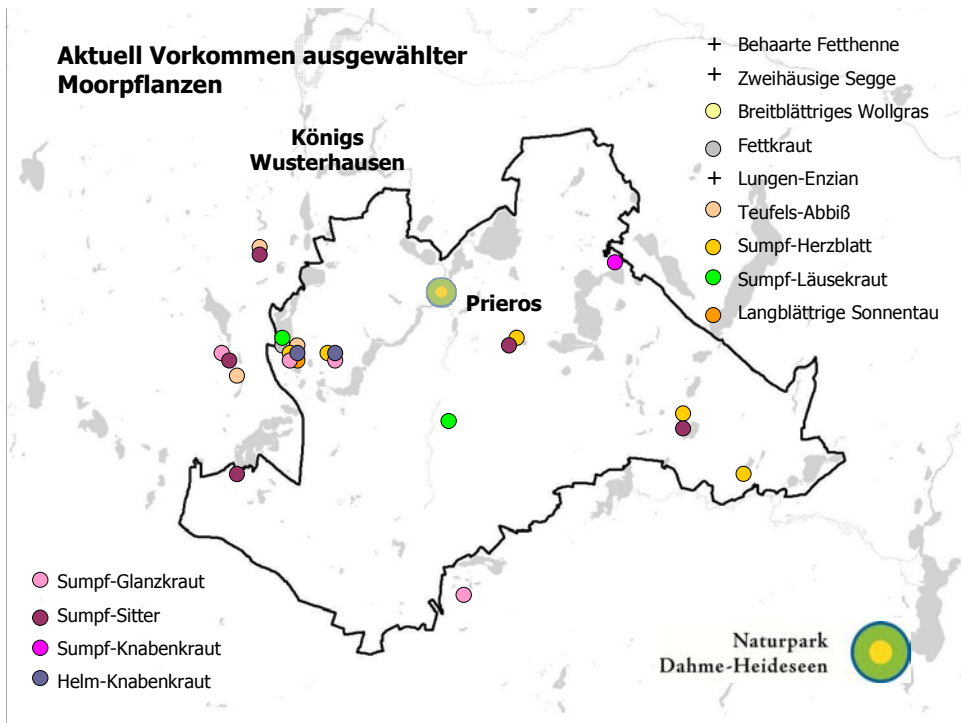 Aktuell Vorkommen ausgewählter
Moorpflanzen
Königs
Wusterhausen
Prieros
+ Behaarte Fetthenne
+ Zweihäusige Segge
Breitblättriges Wollgras
Fettkraut
+ Lungen-Enzian
Teufels-Abbiß
Sumpf-Herzblatt
Sumpf-Läusekraut
Langblättrige Sonnentau
Sumpf-Glanzkraut
Sumpf-Sitter
Sumpf-Knabenkraut
Helm-Knabenkraut
Naturpark
Dahme-Heideseen